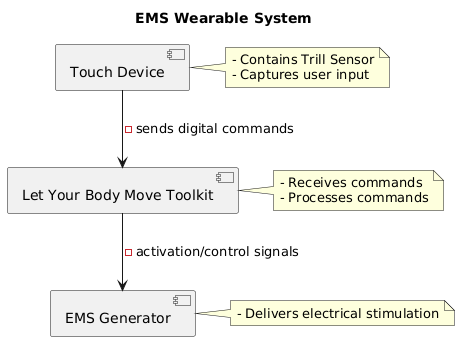 EMS Wearable System
Touch Device
- Contains Trill Sensor
- Captures user input
sends digital commands
Let Your Body Move Toolkit
- Receives commands
- Processes commands
activation/control signals
EMS Generator
- Delivers electrical stimulation